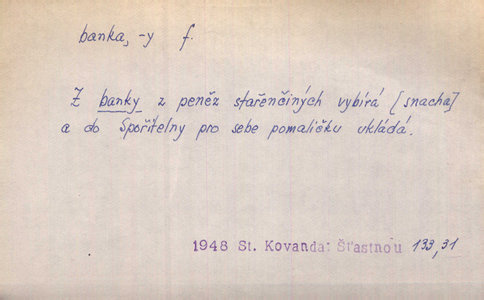 banka, -y f.
Z banky z peněz stařenčiných vybírá [snacha]
a do Spořitelny pro sebe pomaličku ukládá.
1948 St. Kovanda: Šťastnou 133,31